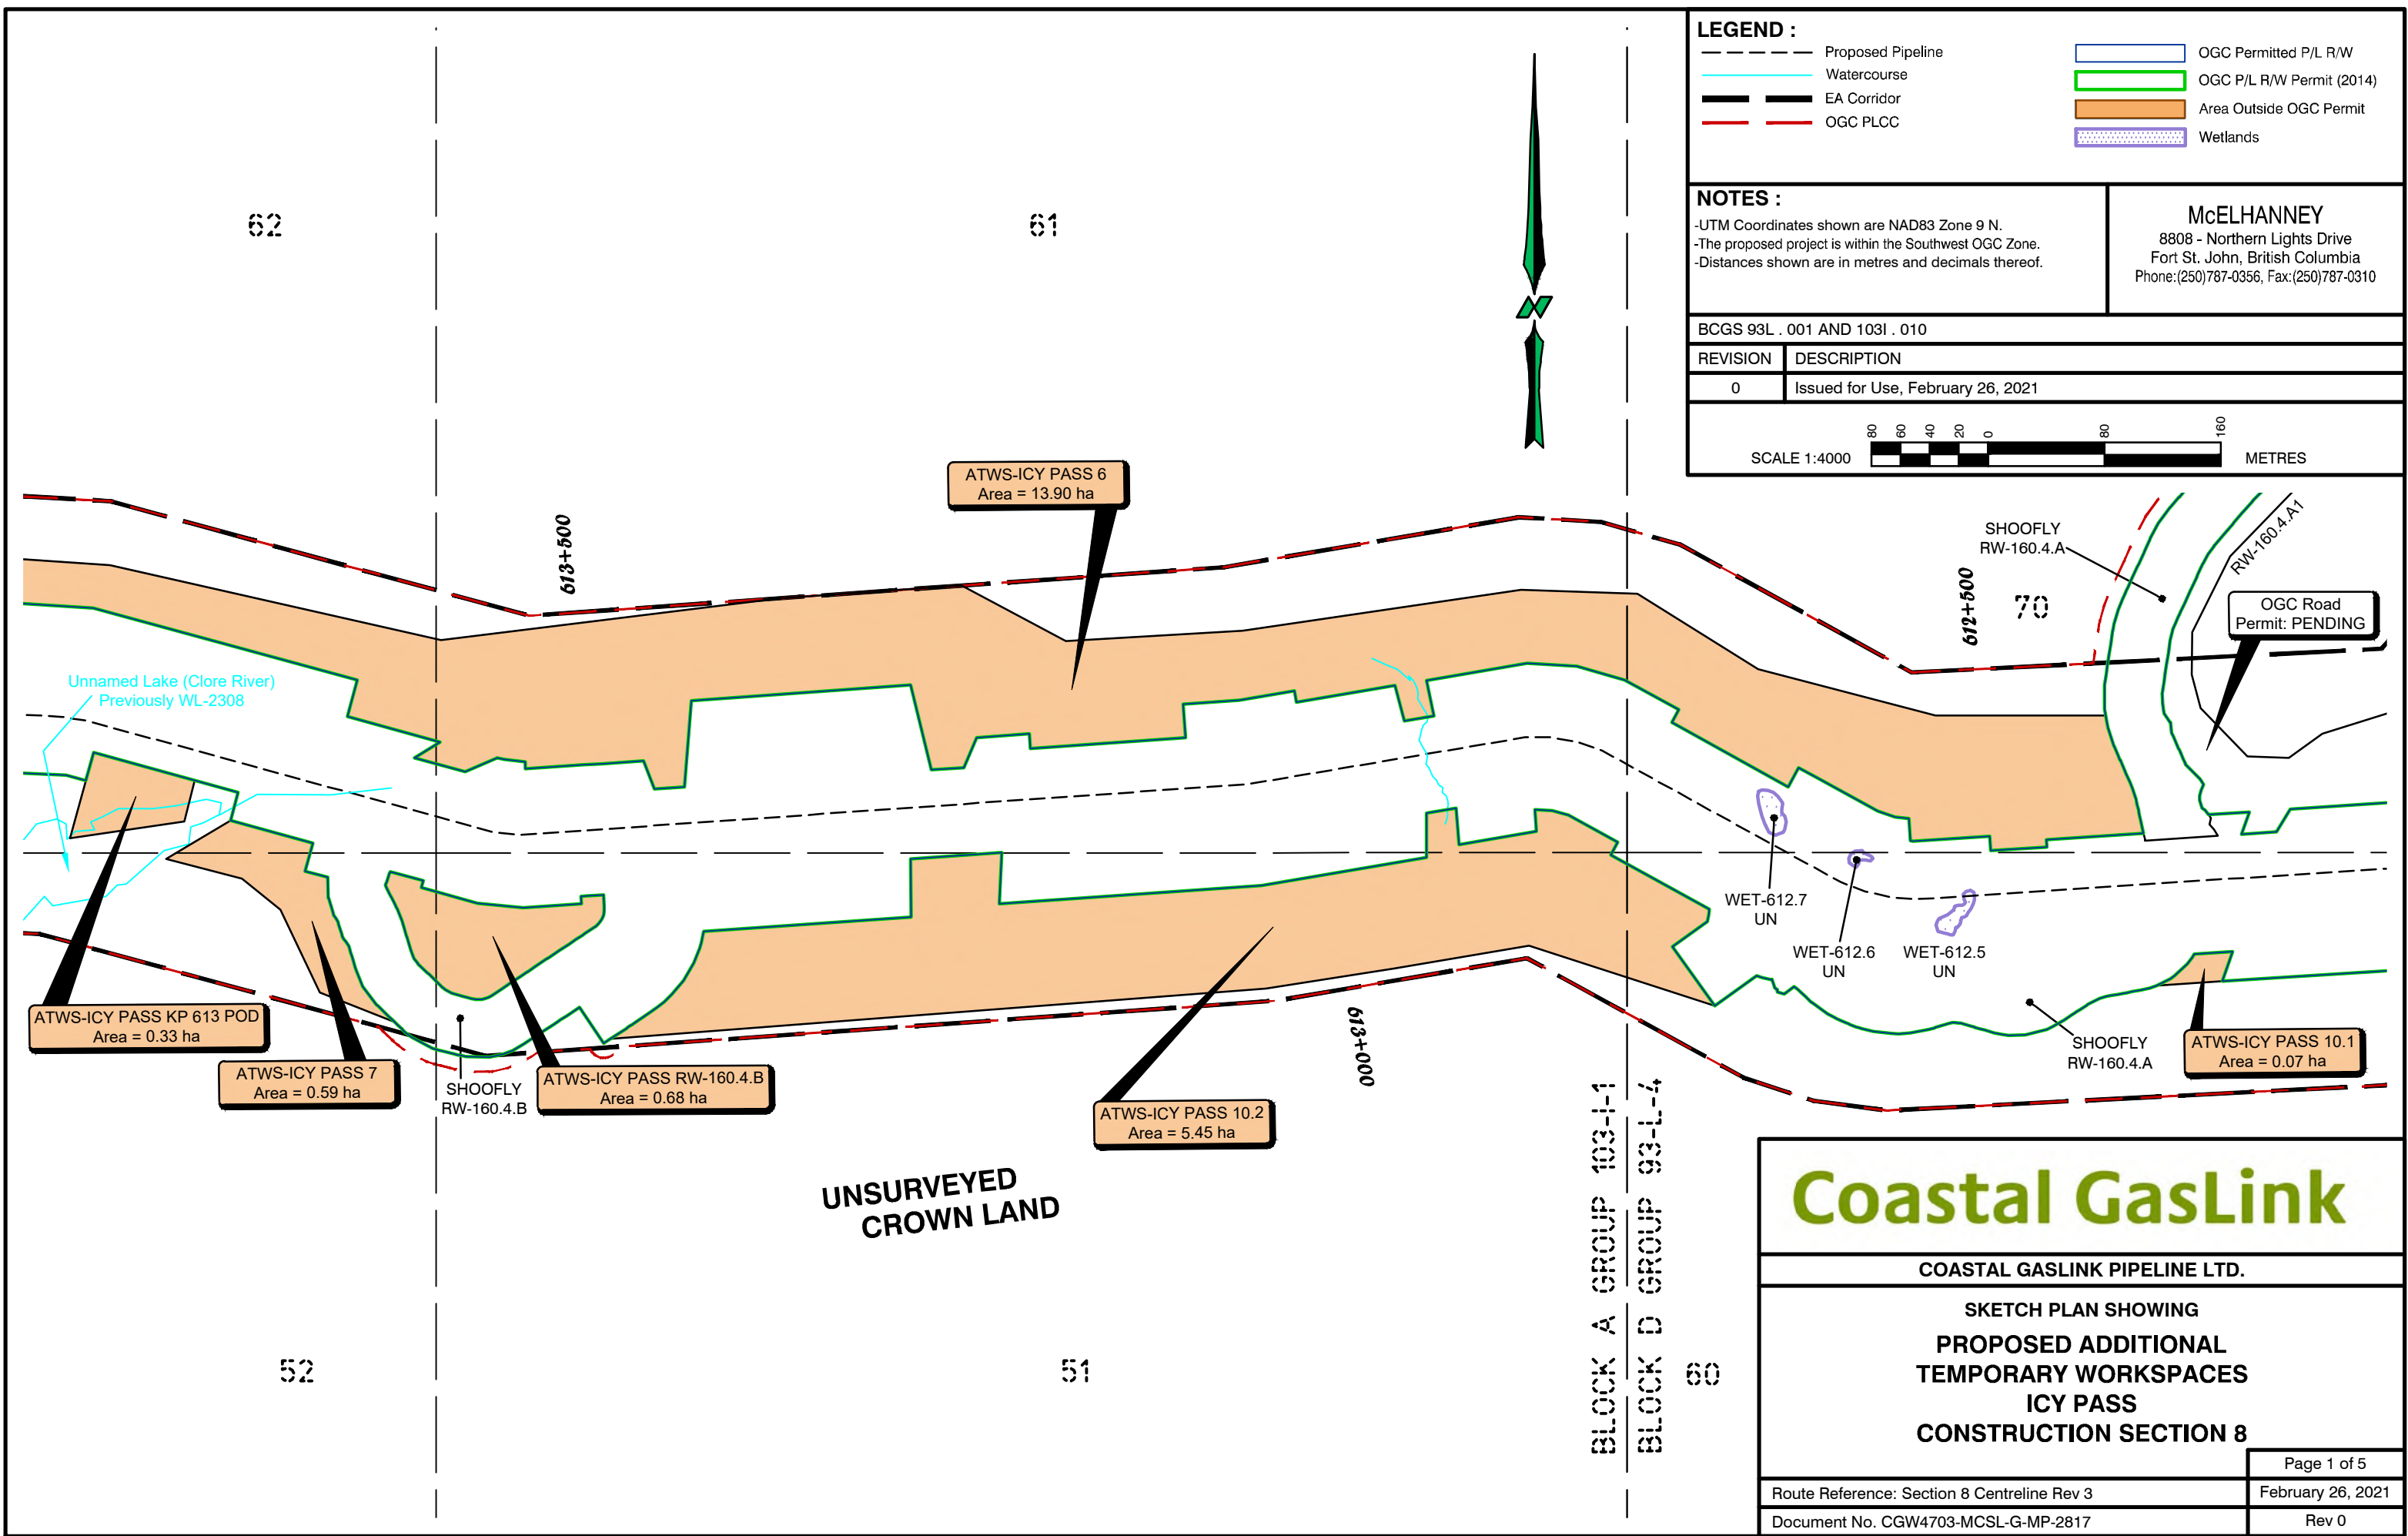 LEGEND :
Proposed Pipeline
Watercourse
EA Corridor
OGC PLCC
OGC Permitted P/L R/W
OGC P/L R/W Permit (2014)
Area Outside OGC Permit
Wetlands
NOTES :
-UTM Coordinates shown are NAD83 Zone 9 N.
-The proposed project is within the Southwest OGC Zone.
-Distances shown are in metres and decimals thereof.
McELHANNEY
8808 - Northern Lights Drive
Fort St. John, British Columbia
Phone:(250)787-0356, Fax:(250)787-0310
BCGS 93L . 001 AND 103I . 010
REVISION DESCRIPTION
0 Issued for Use, February 26, 2021
SCALE 1:4000
80 60 40 20 0 80 160
METRES
62
61
N
ATWS-ICY PASS 6
Area = 13.90 ha
613+500
SHOOFLY
RW-160.4.A
RW-160.4.A1
612+500
70
OGC Road
Permit: PENDING
Unnamed Lake (Clore River)
Previously WL-2308
WET-612.7
UN
WET-612.6
UN
WET-612.5
UN
ATWS-ICY PASS KP 613 POD
Area = 0.33 ha
ATWS-ICY PASS 7
Area = 0.59 ha
SHOOFLY
RW-160.4.B
ATWS-ICY PASS RW-160.4.B
Area = 0.68 ha
ATWS-ICY PASS 10.2
Area = 5.45 ha
613+000
SHOOFLY
RW-160.4.A
ATWS-ICY PASS 10.1
Area = 0.07 ha
UNSURVEYED
CROWN LAND
BLOCK A GROUP 103-I-1
BLOCK D GROUP 93-L-4
52
51
60
Coastal GasLink
COASTAL GASLINK PIPELINE LTD.
SKETCH PLAN SHOWING
PROPOSED ADDITIONAL
TEMPORARY WORKSPACES
ICY PASS
CONSTRUCTION SECTION 8
Page 1 of 5
Route Reference: Section 8 Centreline Rev 3
February 26, 2021
Document No. CGW4703-MCSL-G-MP-2817
Rev 0